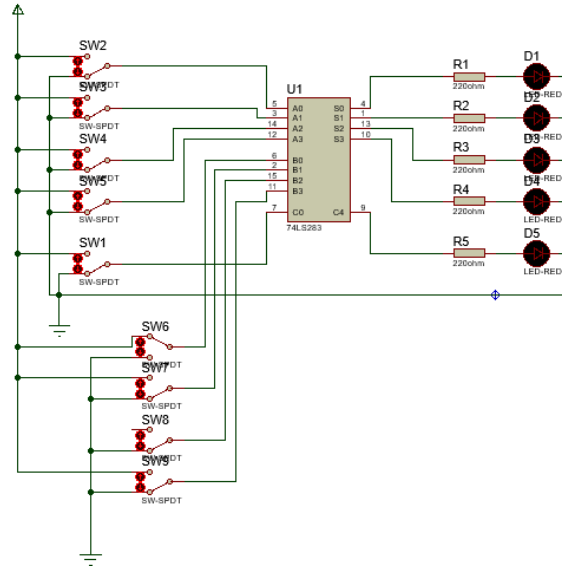 SW2
SW-SPDT
SW3
SW-SPDT
SW4
SW-SPDT
SW5
SW-SPDT
SW1
SW-SPDT
SW6
SW-SPDT
SW7
SW-SPDT
SW8
SW-SPDT
SW9
SW-SPDT
U1
5 A0 S0 4
3 A1 S1 1
14 A2 S2 13
12 A3 S3 10
6 B0
2 B1
15 B2
11 B3
7 C0 C4 9
74LS283
R1
220ohm
R2
220ohm
R3
220ohm
R4
220ohm
R5
220ohm
D1
LED-RED
D2
LED-RED
D3
LED-RED
D4
LED-RED
D5
LED-RED